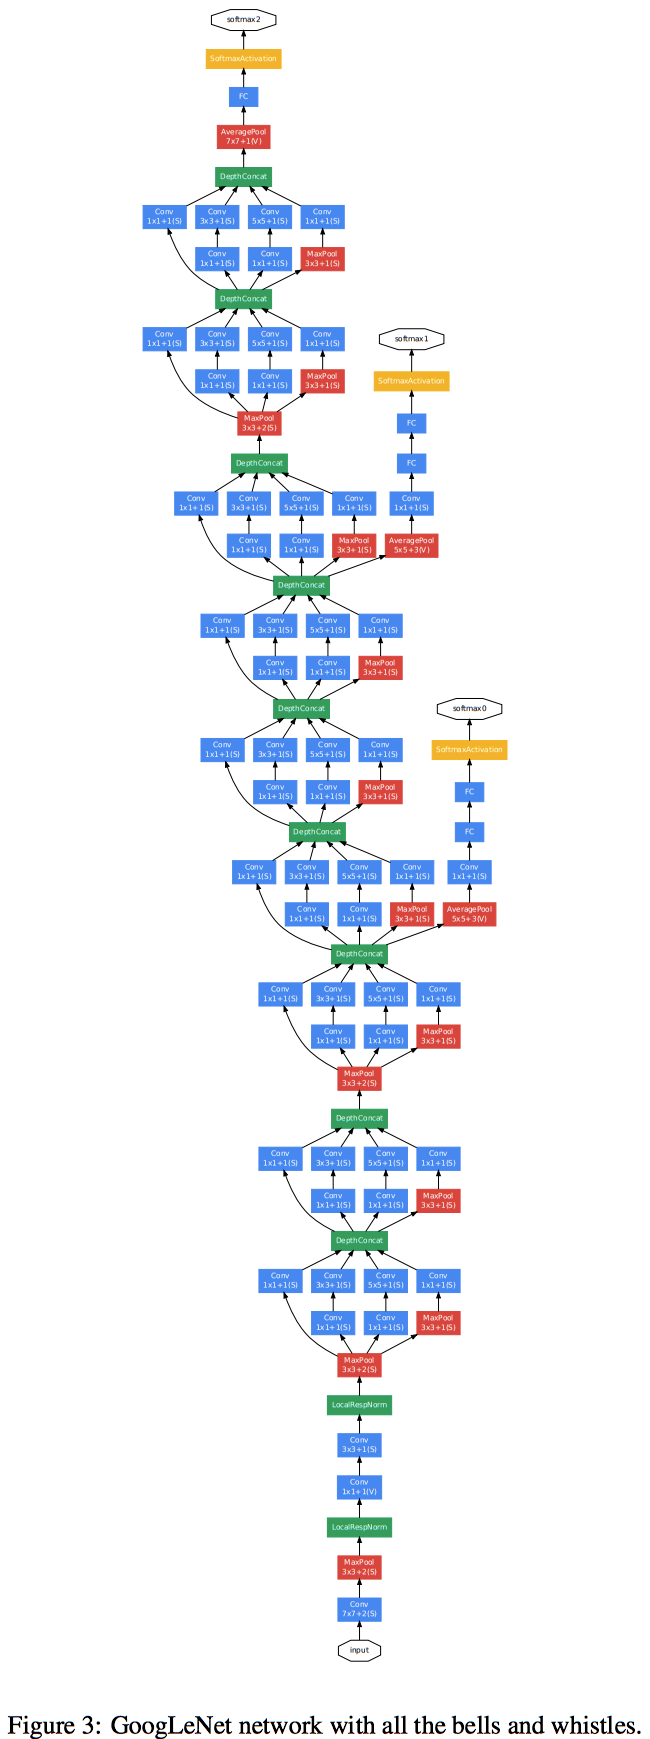 softmax2
SoftmaxActivation
FC
AveragePool
7x7+1(V)
DepthConcat
Conv Conv Conv Conv
1x1+1(S) 3x3+1(S) 5x5+1(S) 1x1+1(S)
Conv Conv MaxPool
1x1+1(S) 1x1+1(S) 3x3+1(S)
DepthConcat
softmax1
Conv Conv Conv Conv
1x1+1(S) 3x3+1(S) 5x5+1(S) 1x1+1(S)
Conv Conv MaxPool SoftmaxActivation
1x1+1(S) 1x1+1(S) 3x3+1(S)
MaxPool FC
3x3+2(S)
DepthConcat FC
Conv Conv Conv Conv Conv
1x1+1(S) 3x3+1(S) 5x5+1(S) 1x1+1(S) 1x1+1(S)
Conv Conv MaxPool AveragePool
1x1+1(S) 1x1+1(S) 3x3+1(S) 5x5+3(V)
DepthConcat
Conv Conv Conv Conv
1x1+1(S) 3x3+1(S) 5x5+1(S) 1x1+1(S)
Conv Conv MaxPool
1x1+1(S) 1x1+1(S) 3x3+1(S)
DepthConcat softmax0
Conv Conv Conv Conv SoftmaxActivation
1x1+1(S) 3x3+1(S) 5x5+1(S) 1x1+1(S)
Conv Conv MaxPool FC
1x1+1(S) 1x1+1(S) 3x3+1(S)
DepthConcat FC
Conv Conv Conv Conv Conv
1x1+1(S) 3x3+1(S) 5x5+1(S) 1x1+1(S) 1x1+1(S)
Conv Conv MaxPool AveragePool
1x1+1(S) 1x1+1(S) 3x3+1(S) 5x5+3(V)
DepthConcat
Conv Conv Conv Conv
1x1+1(S) 3x3+1(S) 5x5+1(S) 1x1+1(S)
Conv Conv MaxPool
1x1+1(S) 1x1+1(S) 3x3+1(S)
MaxPool
3x3+2(S)
DepthConcat
Conv Conv Conv Conv
1x1+1(S) 3x3+1(S) 5x5+1(S) 1x1+1(S)
Conv Conv MaxPool
1x1+1(S) 1x1+1(S) 3x3+1(S)
DepthConcat
Conv Conv Conv Conv
1x1+1(S) 3x3+1(S) 5x5+1(S) 1x1+1(S)
Conv Conv MaxPool
1x1+1(S) 1x1+1(S) 3x3+1(S)
MaxPool
3x3+2(S)
LocalRespNorm
Conv
3x3+1(S)
Conv
1x1+1(V)
LocalRespNorm
MaxPool
3x3+2(S)
Conv
7x7+2(S)
input
Figure 3: GoogLeNet network with all the bells and whistles.